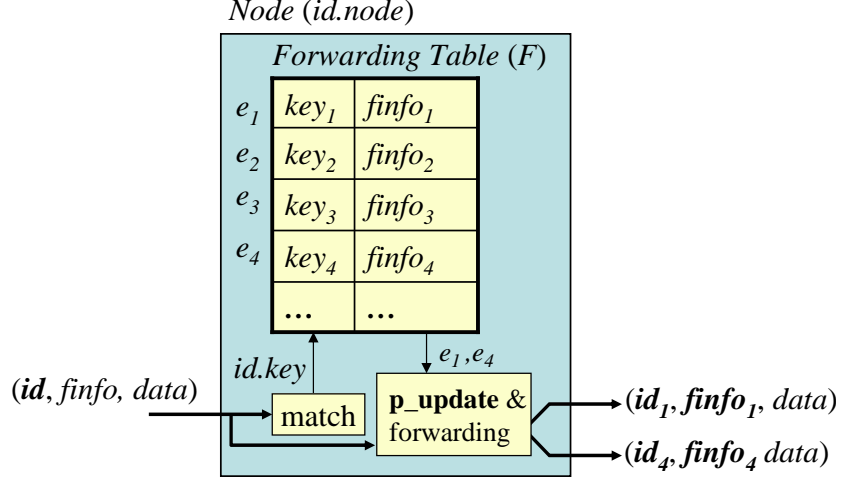 Node (id.node)
Forwarding Table (F)
e1 key1 finfo1
e2 key2 finfo2
e3 key3 finfo3
e4 key4 finfo4
... ...
id.key
e1,e4
(id, finfo, data)
match
p_update &
forwarding
(id1, finfo1, data)
(id4, finfo4 data)